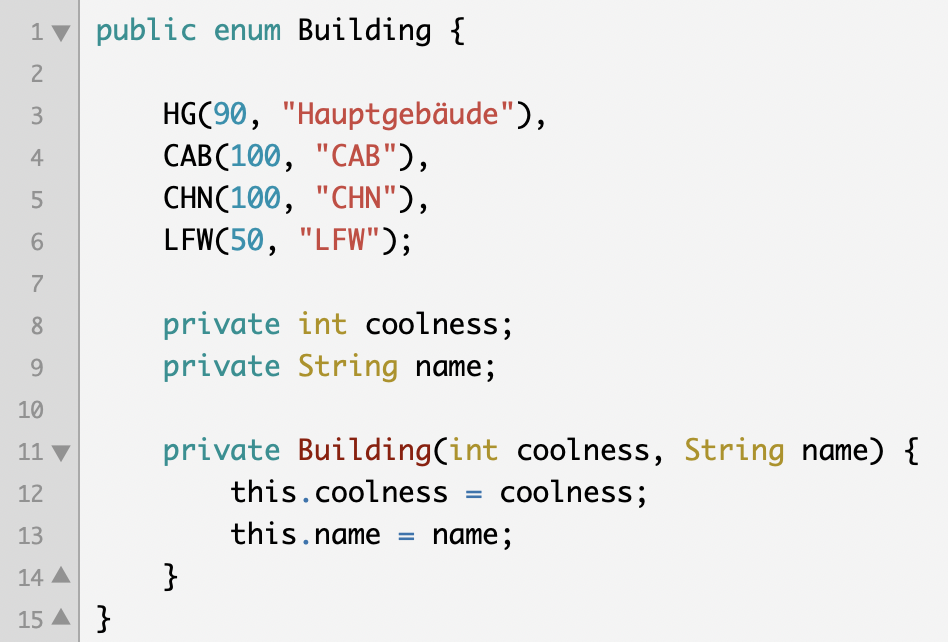 1 public enum Building {
2
3 HG(90, "Hauptgebäude"),
4 CAB(100, "CAB"),
5 CHN(100, "CHN"),
6 LFW(50, "LFW");
7
8 private int coolness;
9 private String name;
10
11 private Building(int coolness, String name) {
12 this.coolness = coolness;
13 this.name = name;
14 }
15 }